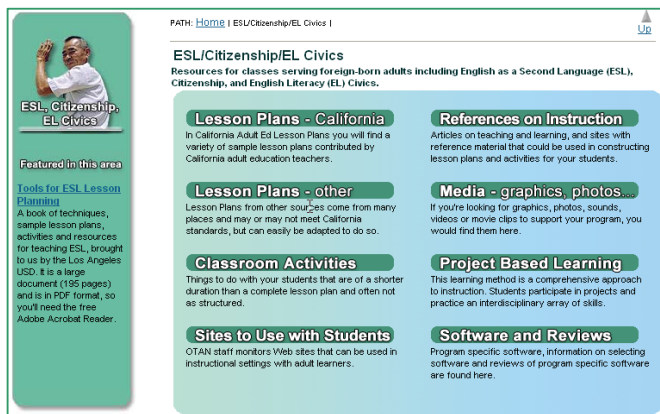 PATH: Home | ESL/Citizenship/EL Civics |
Up
ESL, Citizenship,
EL Civics
Featured in this area
Tools for ESL Lesson
Planning
A book of techniques,
sample lesson plans,
activities and resources
for teaching ESL, brought
to us by the Los Angeles
USD. It is a large
document (195 pages)
and is in PDF format, so
you'll need the free
Adobe Acrobat Reader.
ESL/Citizenship/EL Civics
Resources for classes serving foreign-born adults including English as a Second Language (ESL),
Citizenship, and English Literacy (EL) Civics.
Lesson Plans - California
In California Adult Ed Lesson Plans you will find a
variety of sample lesson plans contributed by
California adult education teachers.
Lesson Plans - other
Lesson Plans from other sources come from many
places and may or may not meet California
standards, but can easily be adapted to do so.
Classroom Activities
Things to do with your students that are of a shorter
duration than a complete lesson plan and often not
as structured.
Sites to Use with Students
OTAN staff monitors Web sites that can be used in
instructional settings with adult learners.
References on Instruction
Articles on teaching and learning, and sites with
reference material that could be used in constructing
lesson plans and activities for your students.
Media - graphics, photos...
If you're looking for graphics, photos, sounds,
videos or movie clips to support your program, you
would find them here.
Project Based Learning
This learning method is a comprehensive approach
to instruction. Students participate in projects and
practice an interdisciplinary array of skills.
Software and Reviews
Program specific software, information on selecting
software and reviews of program specific software
are found here.